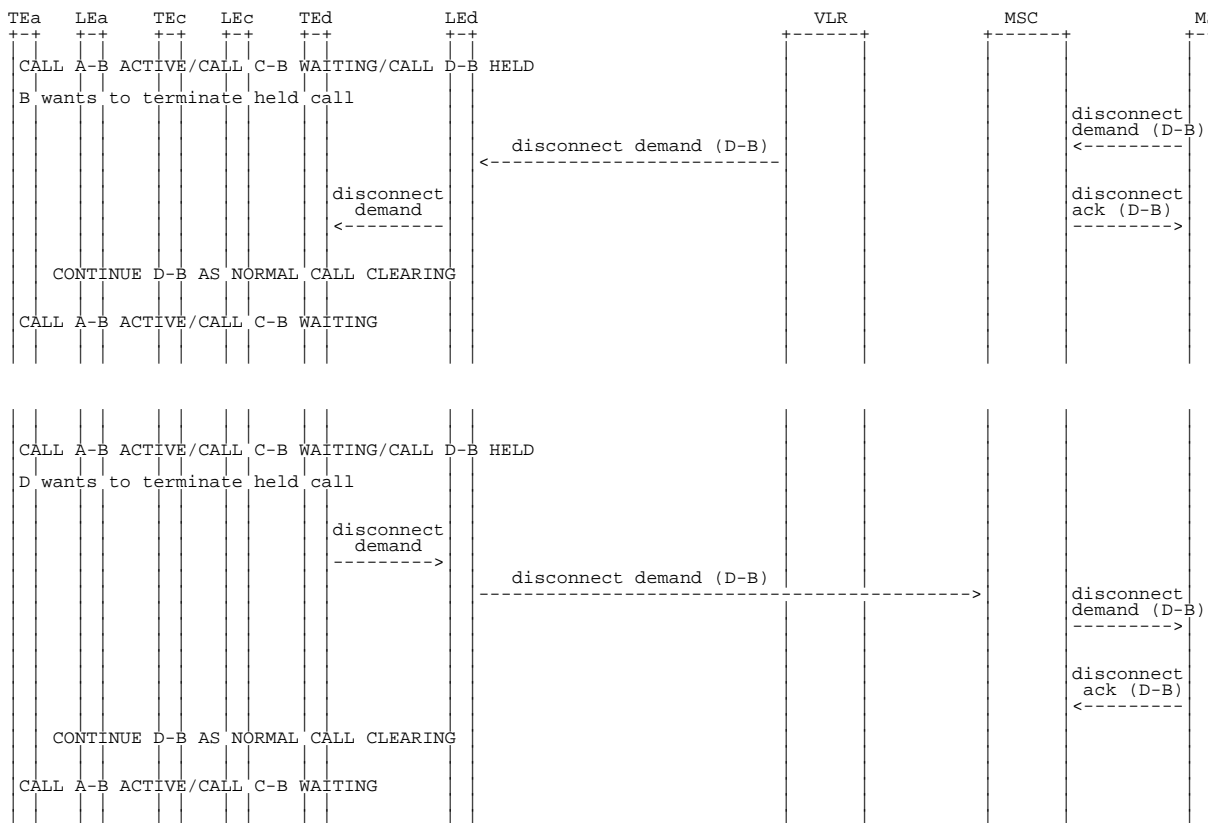 TEa LEa TEc LEc TEd LEd VLR MSC
CALL A-B ACTIVE/CALL C-B WAITING/CALL D-B HELD
B wants to terminate held call
disconnect
demand (D-B)
disconnect demand (D-B)
disconnect disconnect
demand ack (D-B)
CONTINUE D-B AS NORMAL CALL CLEARING
CALL A-B ACTIVE/CALL C-B WAITING
CALL A-B ACTIVE/CALL C-B WAITING/CALL D-B HELD
D wants to terminate held call
disconnect
demand
disconnect demand (D-B)
disconnect
demand (D-B)
disconnect
ack (D-B)
CONTINUE D-B AS NORMAL CALL CLEARING
CALL A-B ACTIVE/CALL C-B WAITING